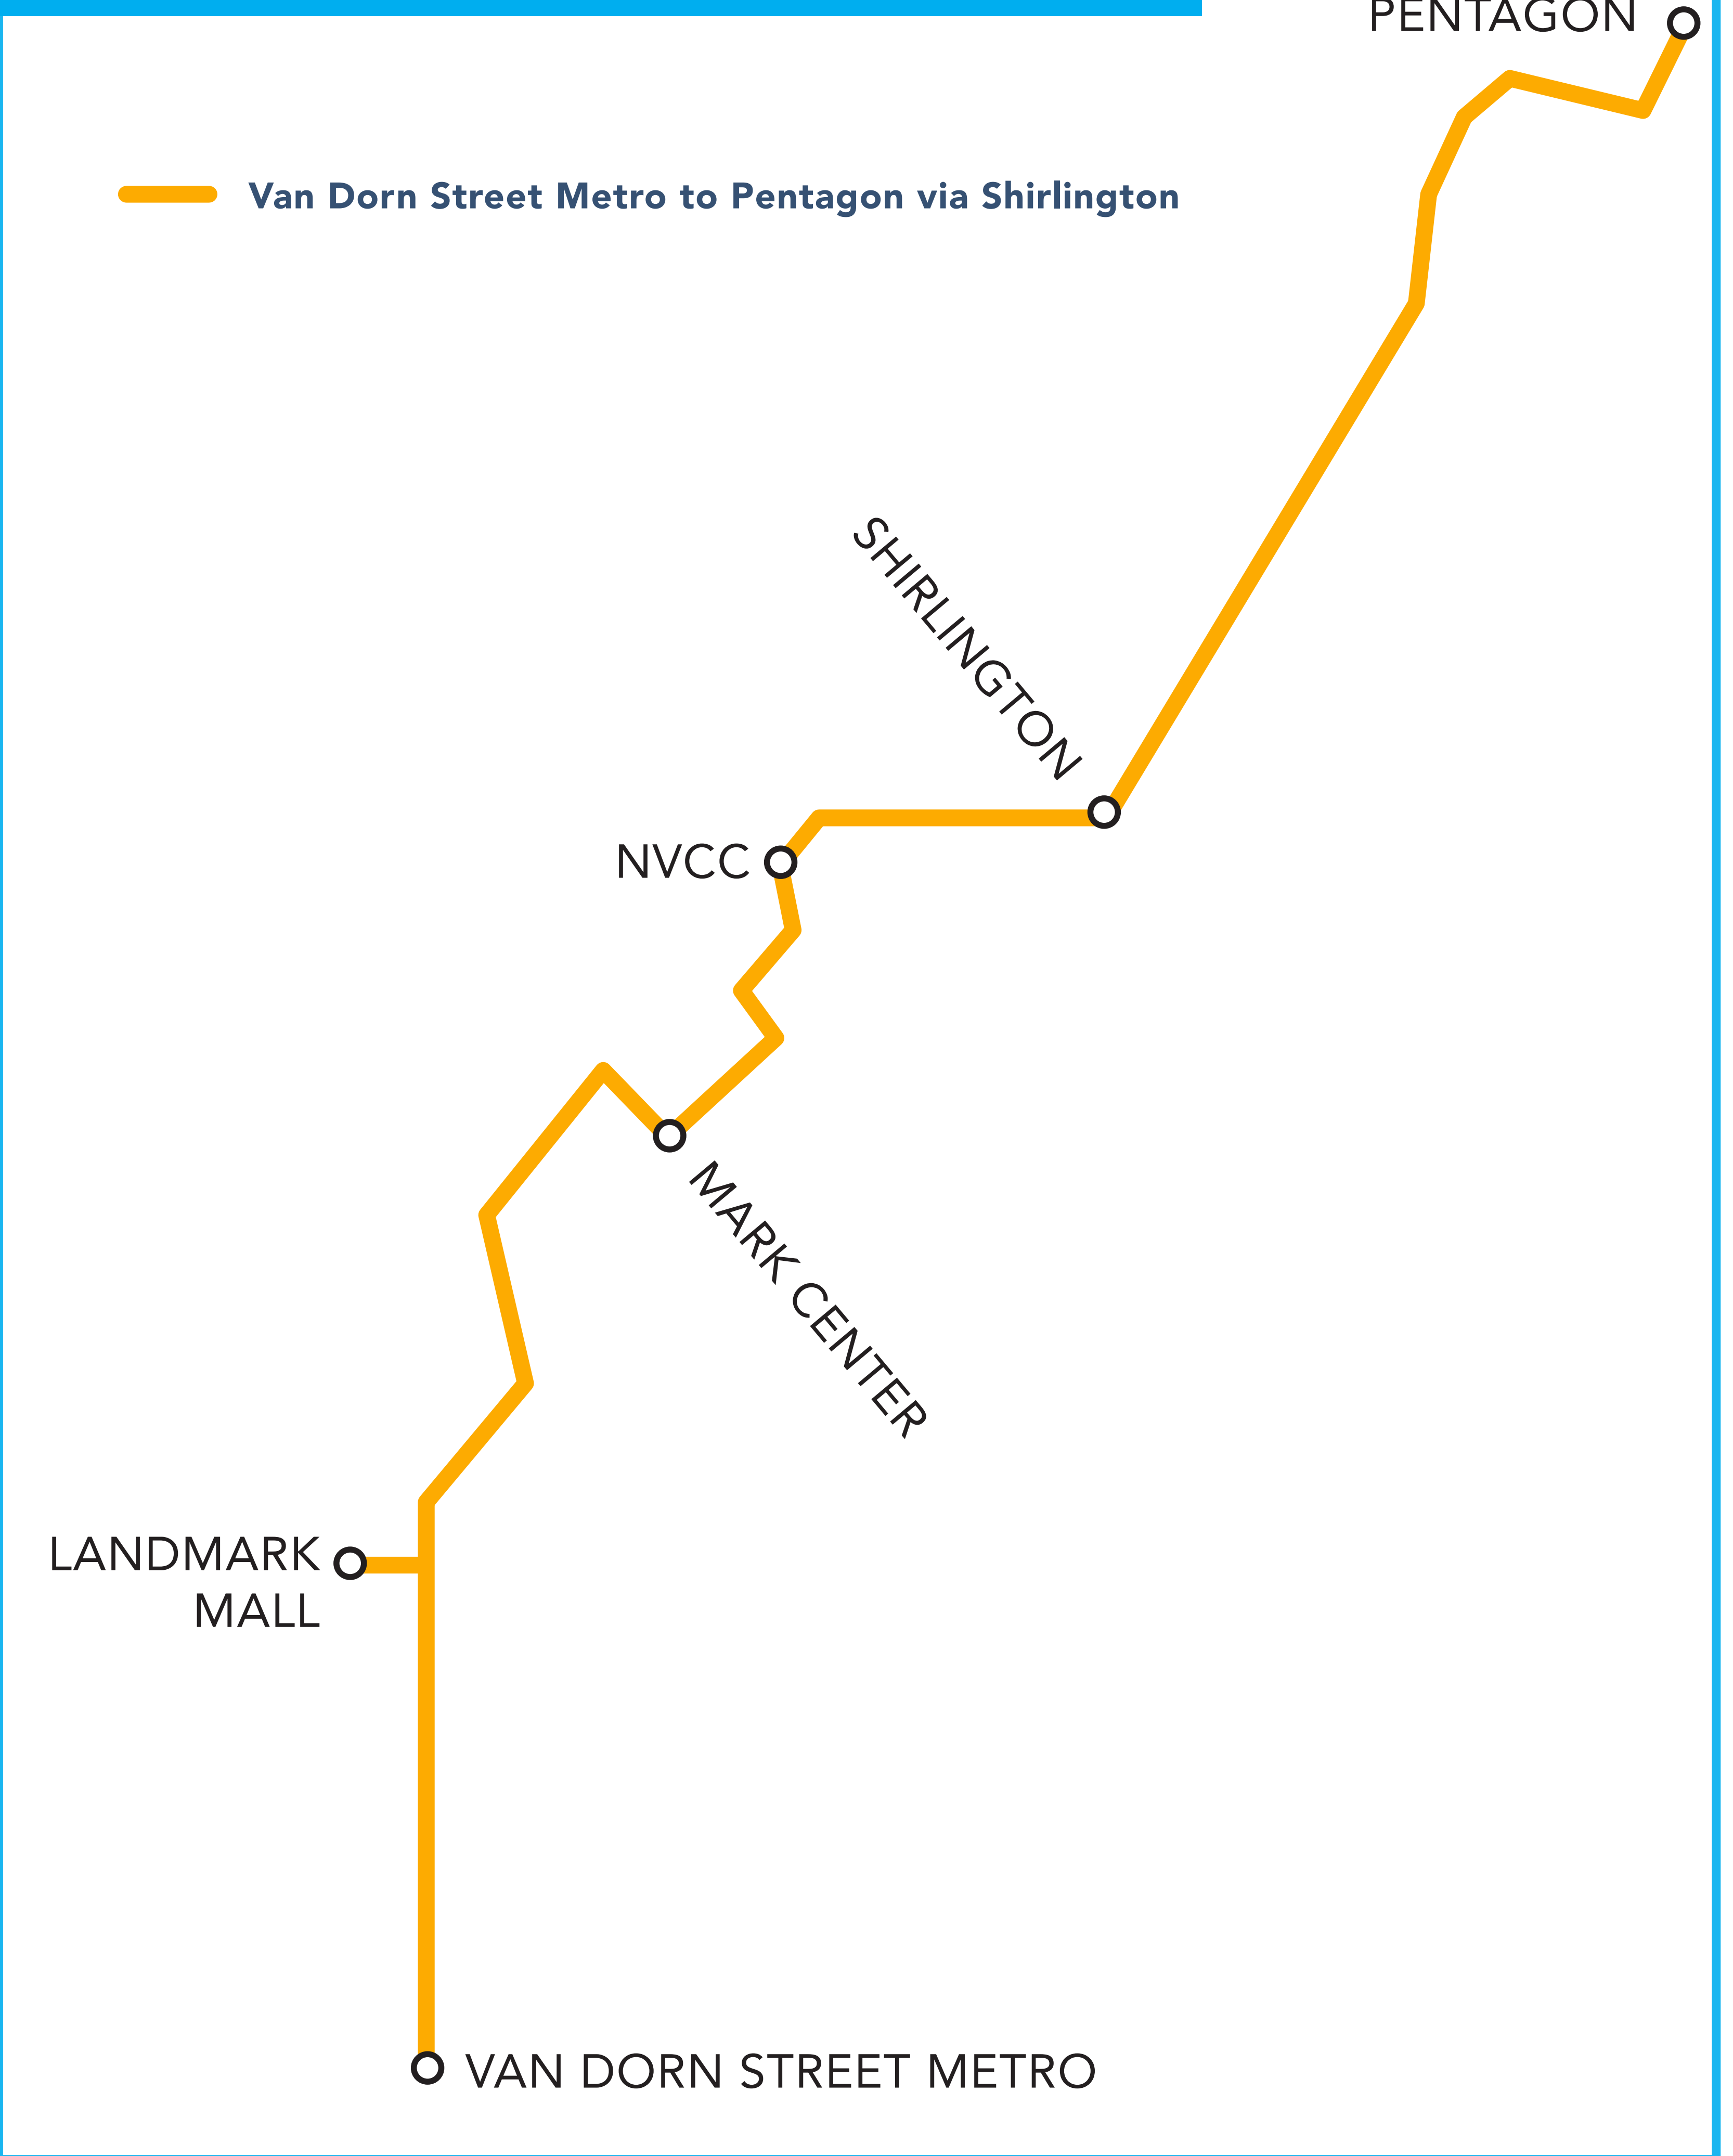 PENTAGON
Van Dorn Street Metro to Pentagon via Shirlington
SHIRLINGTON
NVCC
MARK CENTER
LANDMARK
MALL
VAN DORN STREET METRO